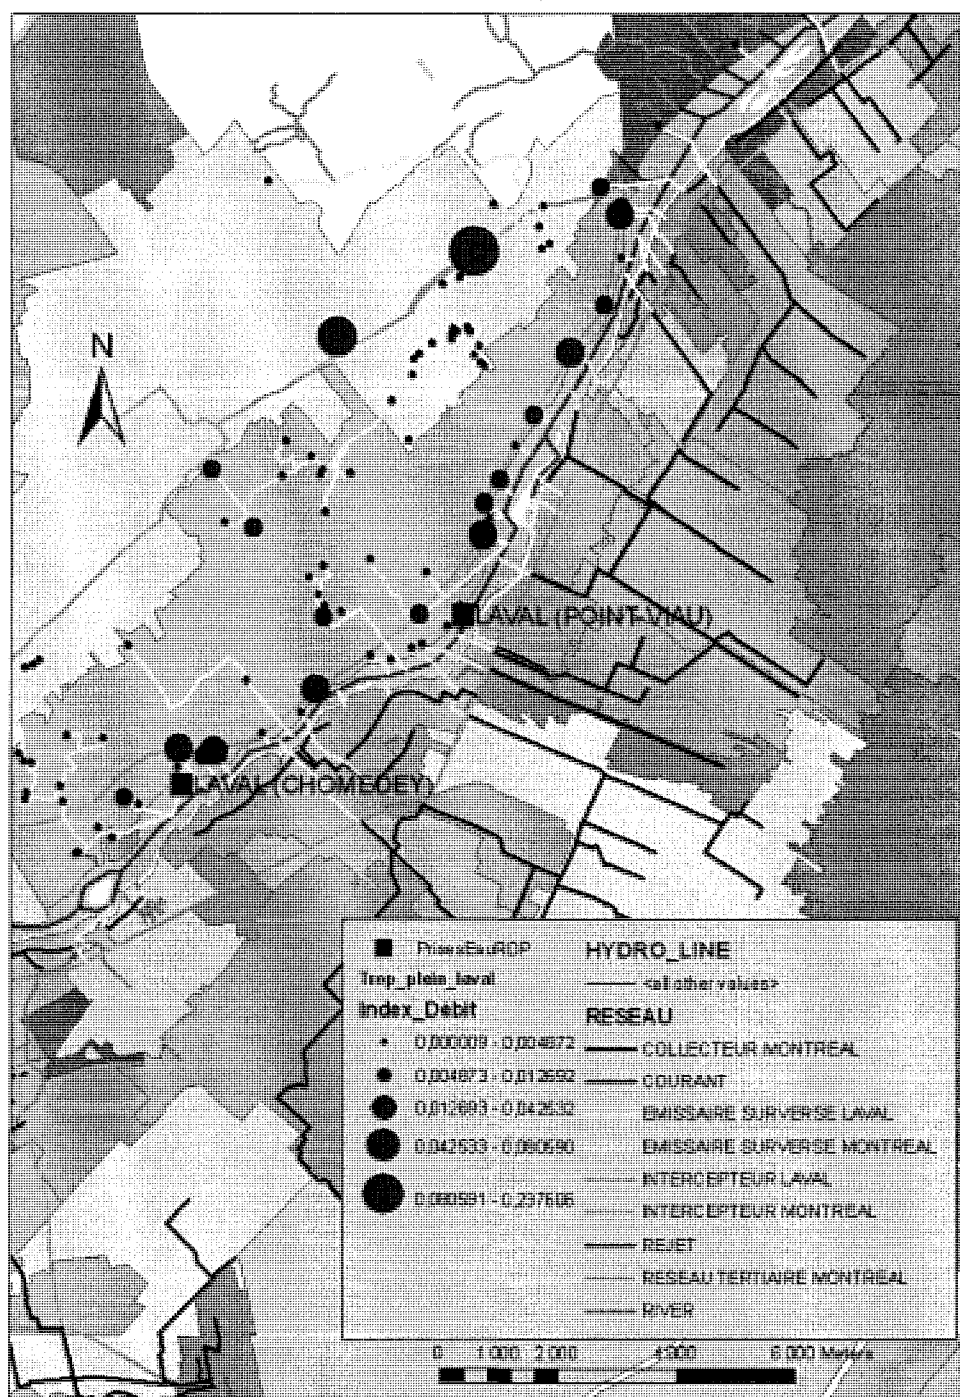 N
LAVAL (POINT-VIAU)
LAVAL (CHOMEDEY)
PrisesEauRDP
Trop_plein_laval
Index_Debit
0,000009 - 0,004872
0,004873 - 0,012692
0,012693 - 0,042532
0,042533 - 0,080590
0,080591 - 0,237606
HYDRO_LINE
<all other values>
RESEAU
COLLECTEUR MONTREAL
COURANT
EMISSAIRE SURVERSE LAVAL
EMISSAIRE SURVERSE MONTREAL
INTERCEPTEUR LAVAL
INTERCEPTEUR MONTREAL
REJET
RESEAU TERTIAIRE MONTREAL
RIVER
0 1 000 2 000 4 000 6 000 Meters